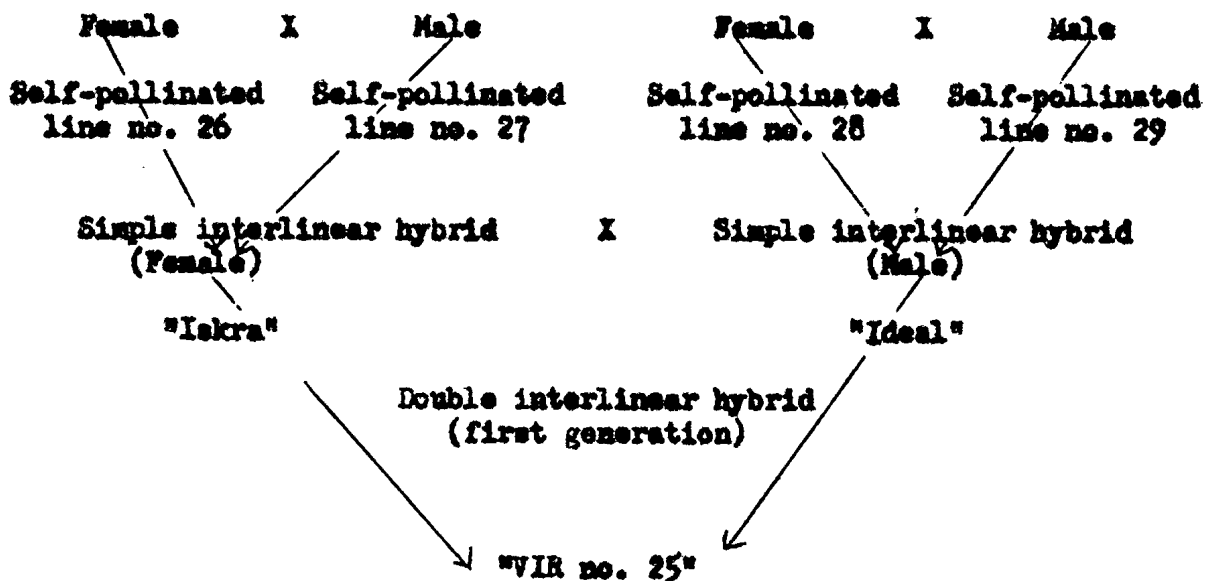 Female X Male Female X Male
Self-pollinated Self-pollinated Self-pollinated Self-pollinated
line no. 26 line no. 27 line no. 28 line no. 29
Simple interlinear hybrid X Simple interlinear hybrid
(Female) (Male)
"Iskra" "Ideal"
Double interlinear hybrid
(first generation)
"VIR no. 25"